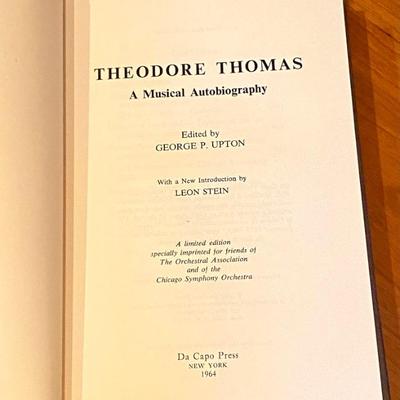 THEODORE THOMAS
A Musical Autobiography
Edited by
GEORGE P. UPTON
With a New Introduction by
LEON STEIN
A limited edition
specially imprinted for friends of
The Orchestral Association
and of the
Chicago Symphony Orchestra
Da Capo Press
NEW YORK
1964